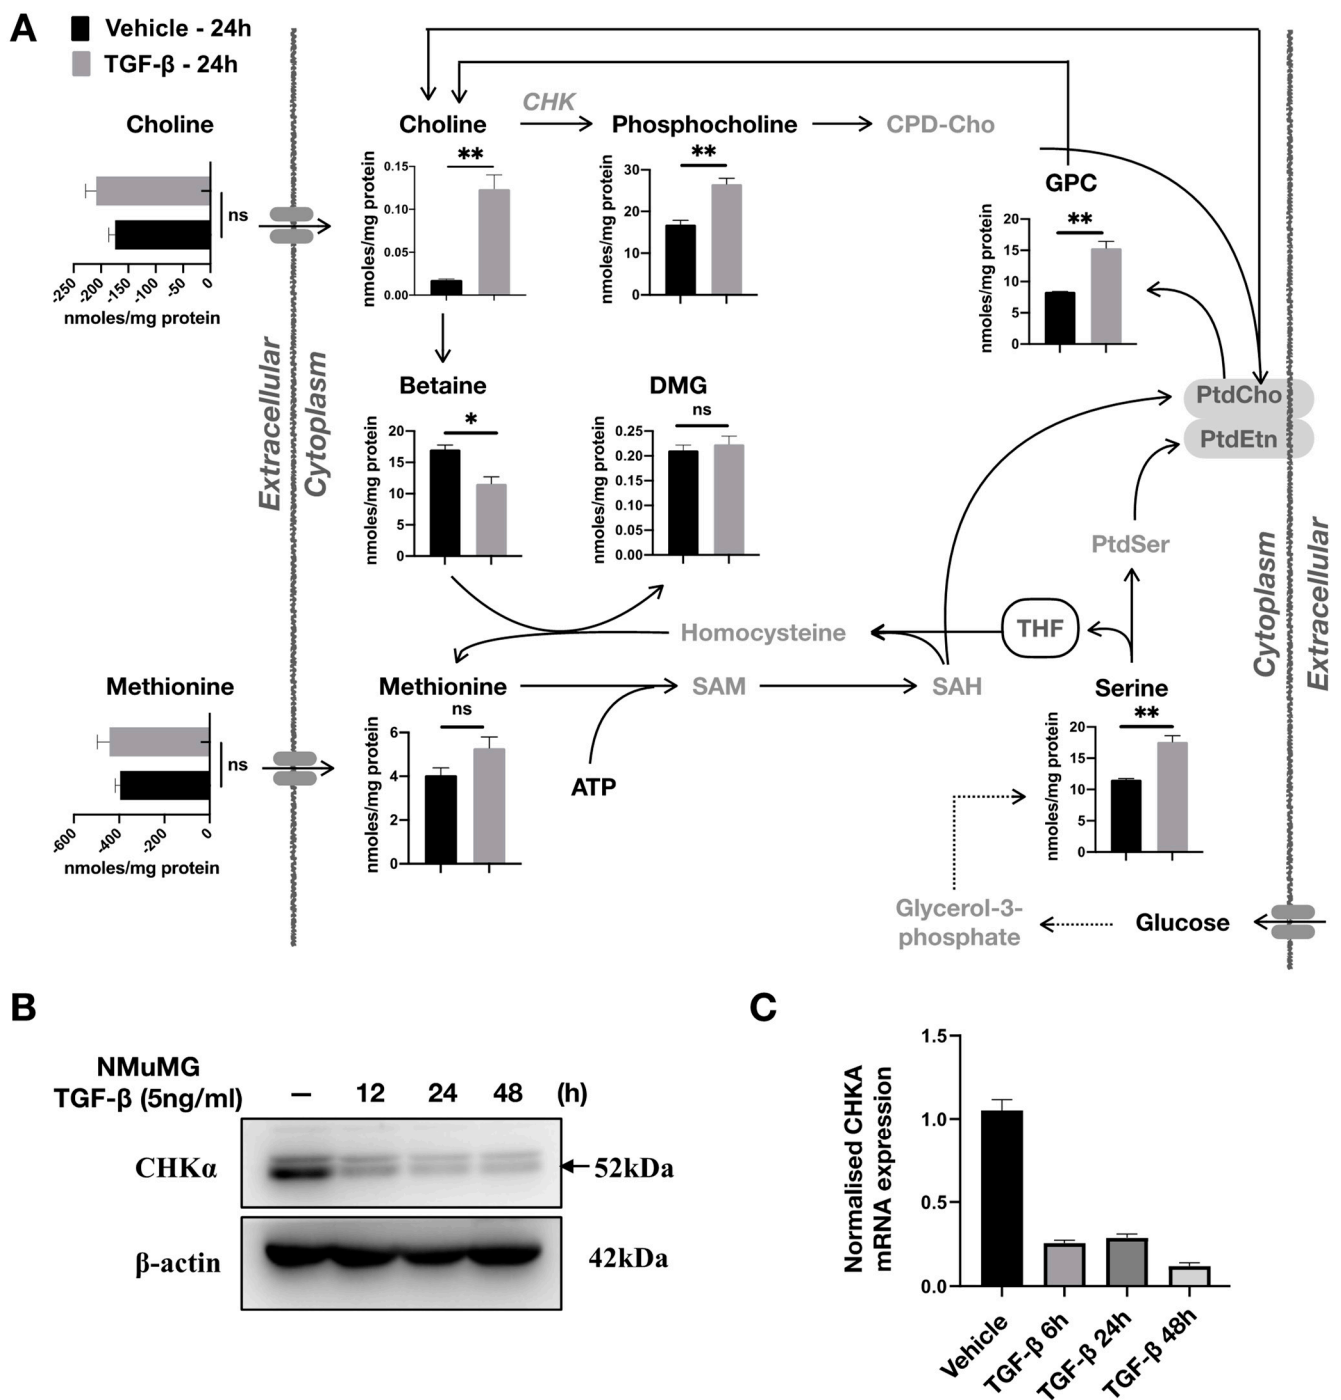 A
Vehicle - 24h
TGF-β - 24h
Choline
ns
-250
-200
-150
-100
-50
0
nmoles/mg protein
Extracellular
Cytoplasm
Choline
CHK
Phosphocholine
CPD-Cho
**
0.15
0.10
0.05
0.00
nmoles/mg protein
**
30
20
10
0
nmoles/mg protein
GPC
**
20
15
10
5
0
nmoles/mg protein
Betaine
*
20
15
10
5
0
nmoles/mg protein
DMG
ns
0.25
0.20
0.15
0.10
0.05
0.00
nmoles/mg protein
PtdCho
PtdEtn
PtdSer
Cytoplasm
Extracellular
Homocysteine
THF
Methionine
ns
-600
-400
-200
0
nmoles/mg protein
Methionine
SAM
SAH
Serine
ns
6
4
2
0
nmoles/mg protein
ATP
**
20
15
10
5
0
nmoles/mg protein
Glycerol-3-
phosphate
Glucose
B
NMuMG
TGF-β (5ng/ml)
—
12
24
48
(h)
CHKα
52kDa
β-actin
42kDa
C
Normalised CHKA
mRNA expression
1.5
1.0
0.5
0.0
Vehicle
TGF-β 6h
TGF-β 24h
TGF-β 48h